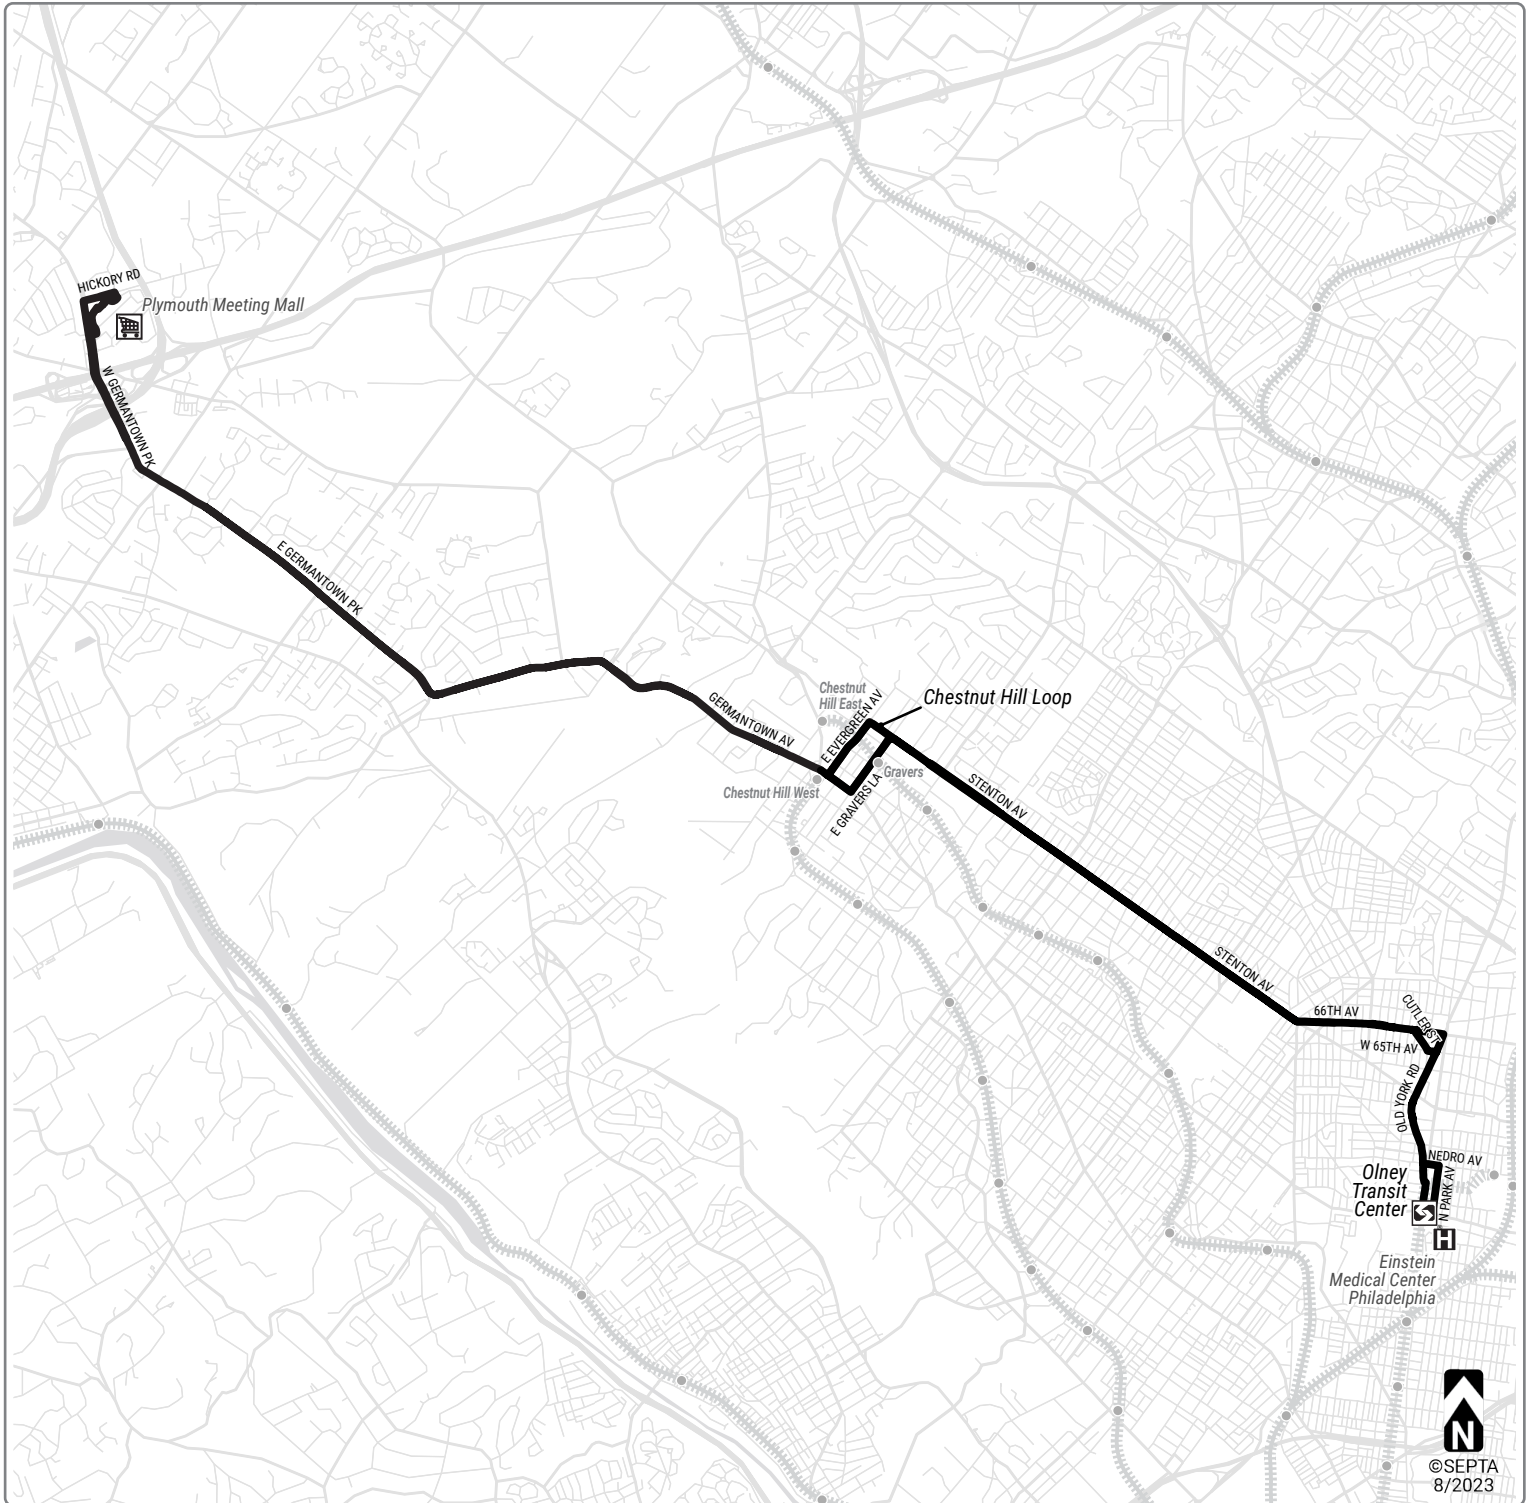 HICKORY RD
Plymouth Meeting Mall
W GERMANTOWN PK
E GERMANTOWN PK
GERMANTOWN AV
Chestnut
Hill East
E EVERGREEN AV
Chestnut Hill Loop
Chestnut Hill West
Gravers
E GRAVERS LA
STENTON AV
STENTON AV
66TH AV
CUTLER ST
W 65TH AV
OLD YORK RD
NEDRO AV
N PARK AV
Olney
Transit
Center
H
Einstein
Medical Center
Philadelphia
N
©SEPTA
8/2023